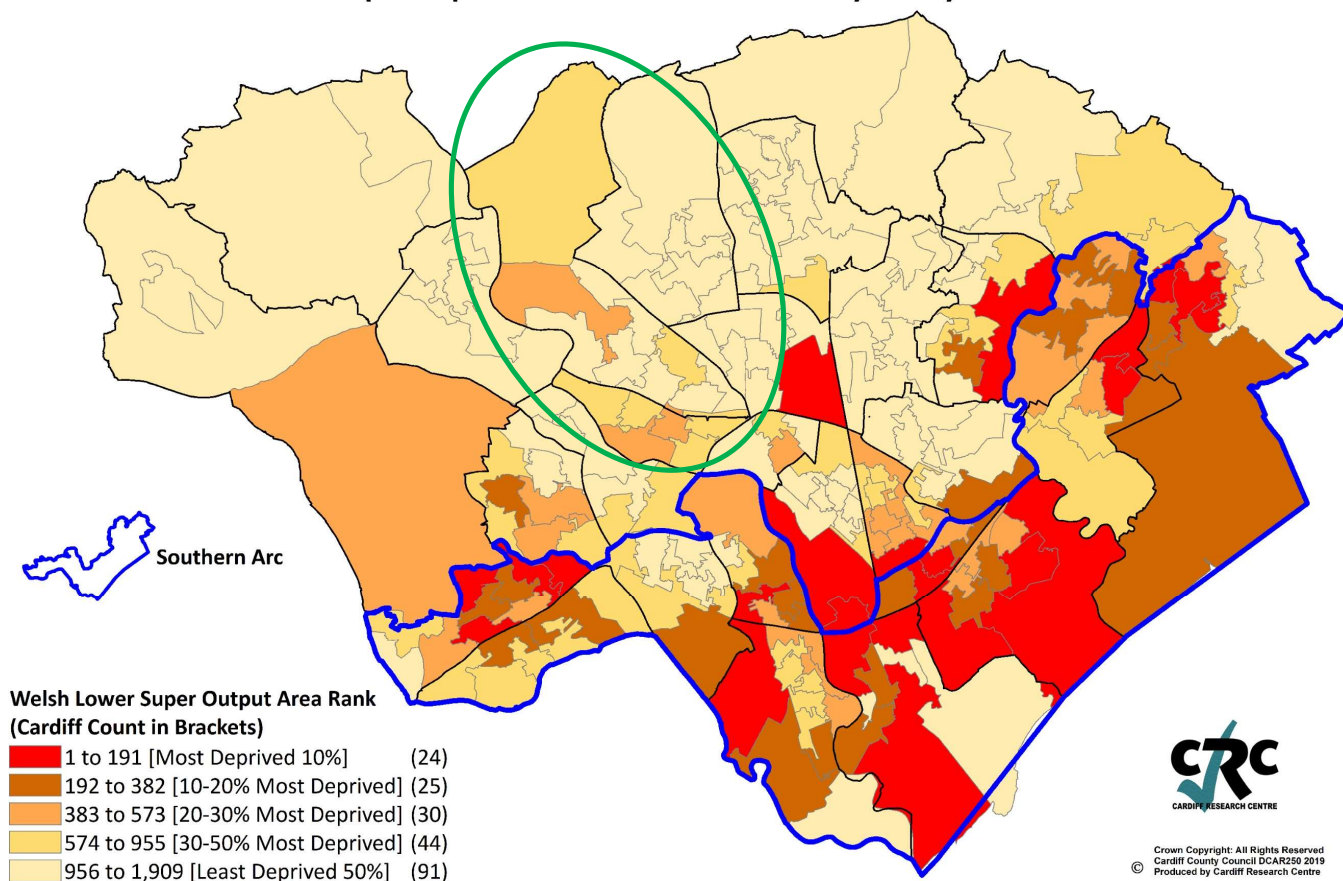 Southern Arc
Welsh Lower Super Output Area Rank
(Cardiff Count in Brackets)
1 to 191 [Most Deprived 10%] (24)
192 to 382 [10-20% Most Deprived] (25)
383 to 573 [20-30% Most Deprived] (30)
574 to 955 [30-50% Most Deprived] (44)
956 to 1,909 [Least Deprived 50%] (91)
CRC
CARDIFF RESEARCH CENTRE
Crown Copyright: All Rights Reserved
Cardiff County Council DCAR250 2019
© Produced by Cardiff Research Centre